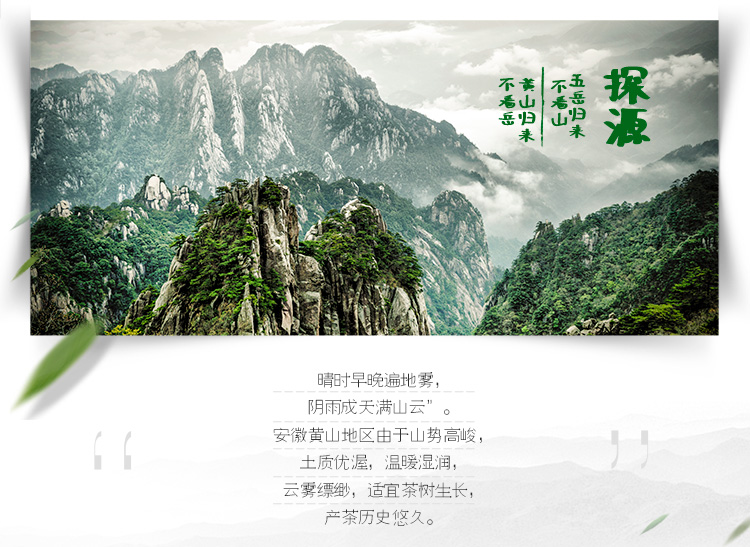 探源
五岳归来
不看山
黄山归来
不看岳
晴时早晚遍地雾，
阴雨成天满山云”。
安徽黄山地区由于山势高峻，
土质优渥，温暖湿润，
云雾缥缈，适宜茶树生长，
产茶历史悠久。